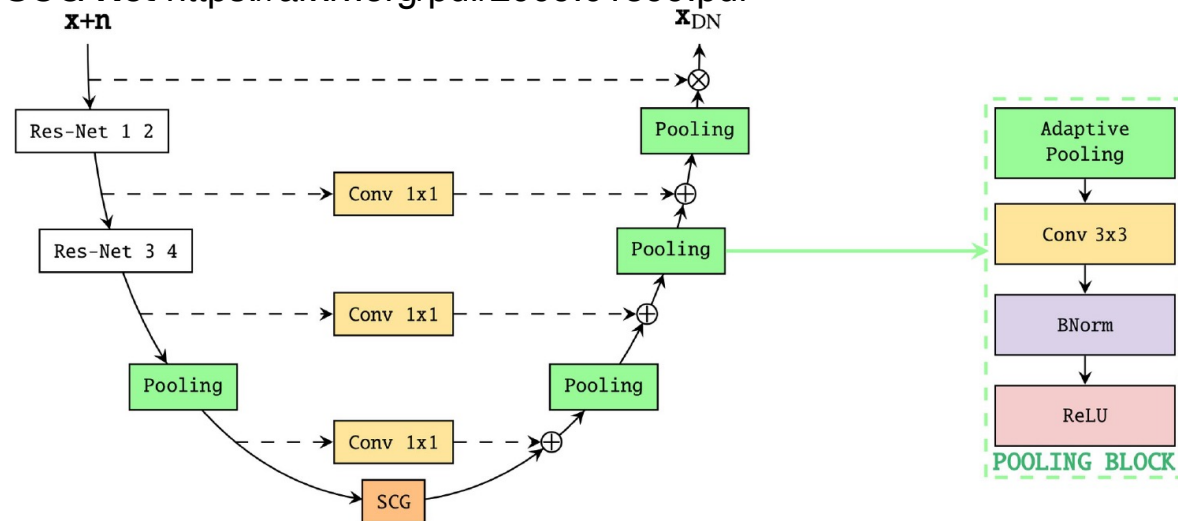 x+n
x_DN
Res-Net 1 2
Pooling
Adaptive
Pooling
Conv 1x1
Conv 3x3
Res-Net 3 4
Pooling
Conv 1x1
BNorm
Pooling
Pooling
ReLU
Conv 1x1
POOLING BLOCK
SCG